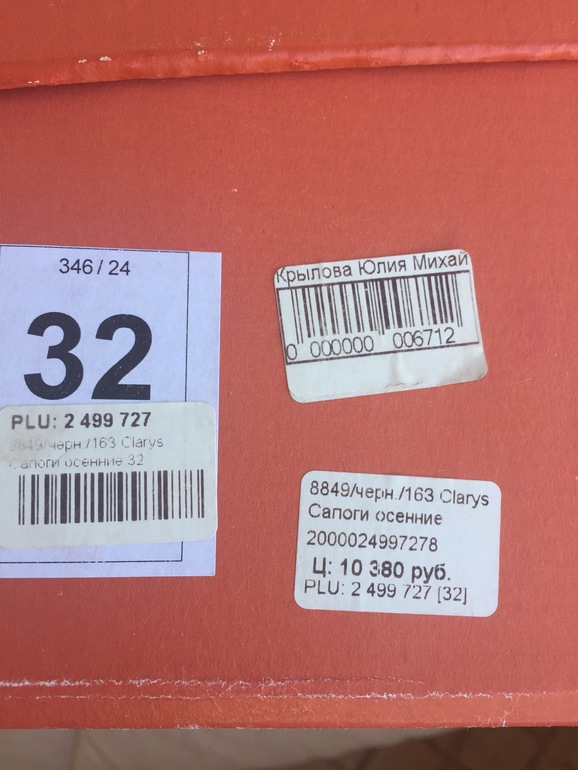 346 / 24
32
PLU: 2 499 727
8849/черн./163 Clarys
Сапоги осенние 32
Крылова Юлия Михай
0 000000 006712
8849/черн./163 Clarys
Сапоги осенние
2000024997278
Ц: 10 380 руб.
PLU: 2 499 727 [32]